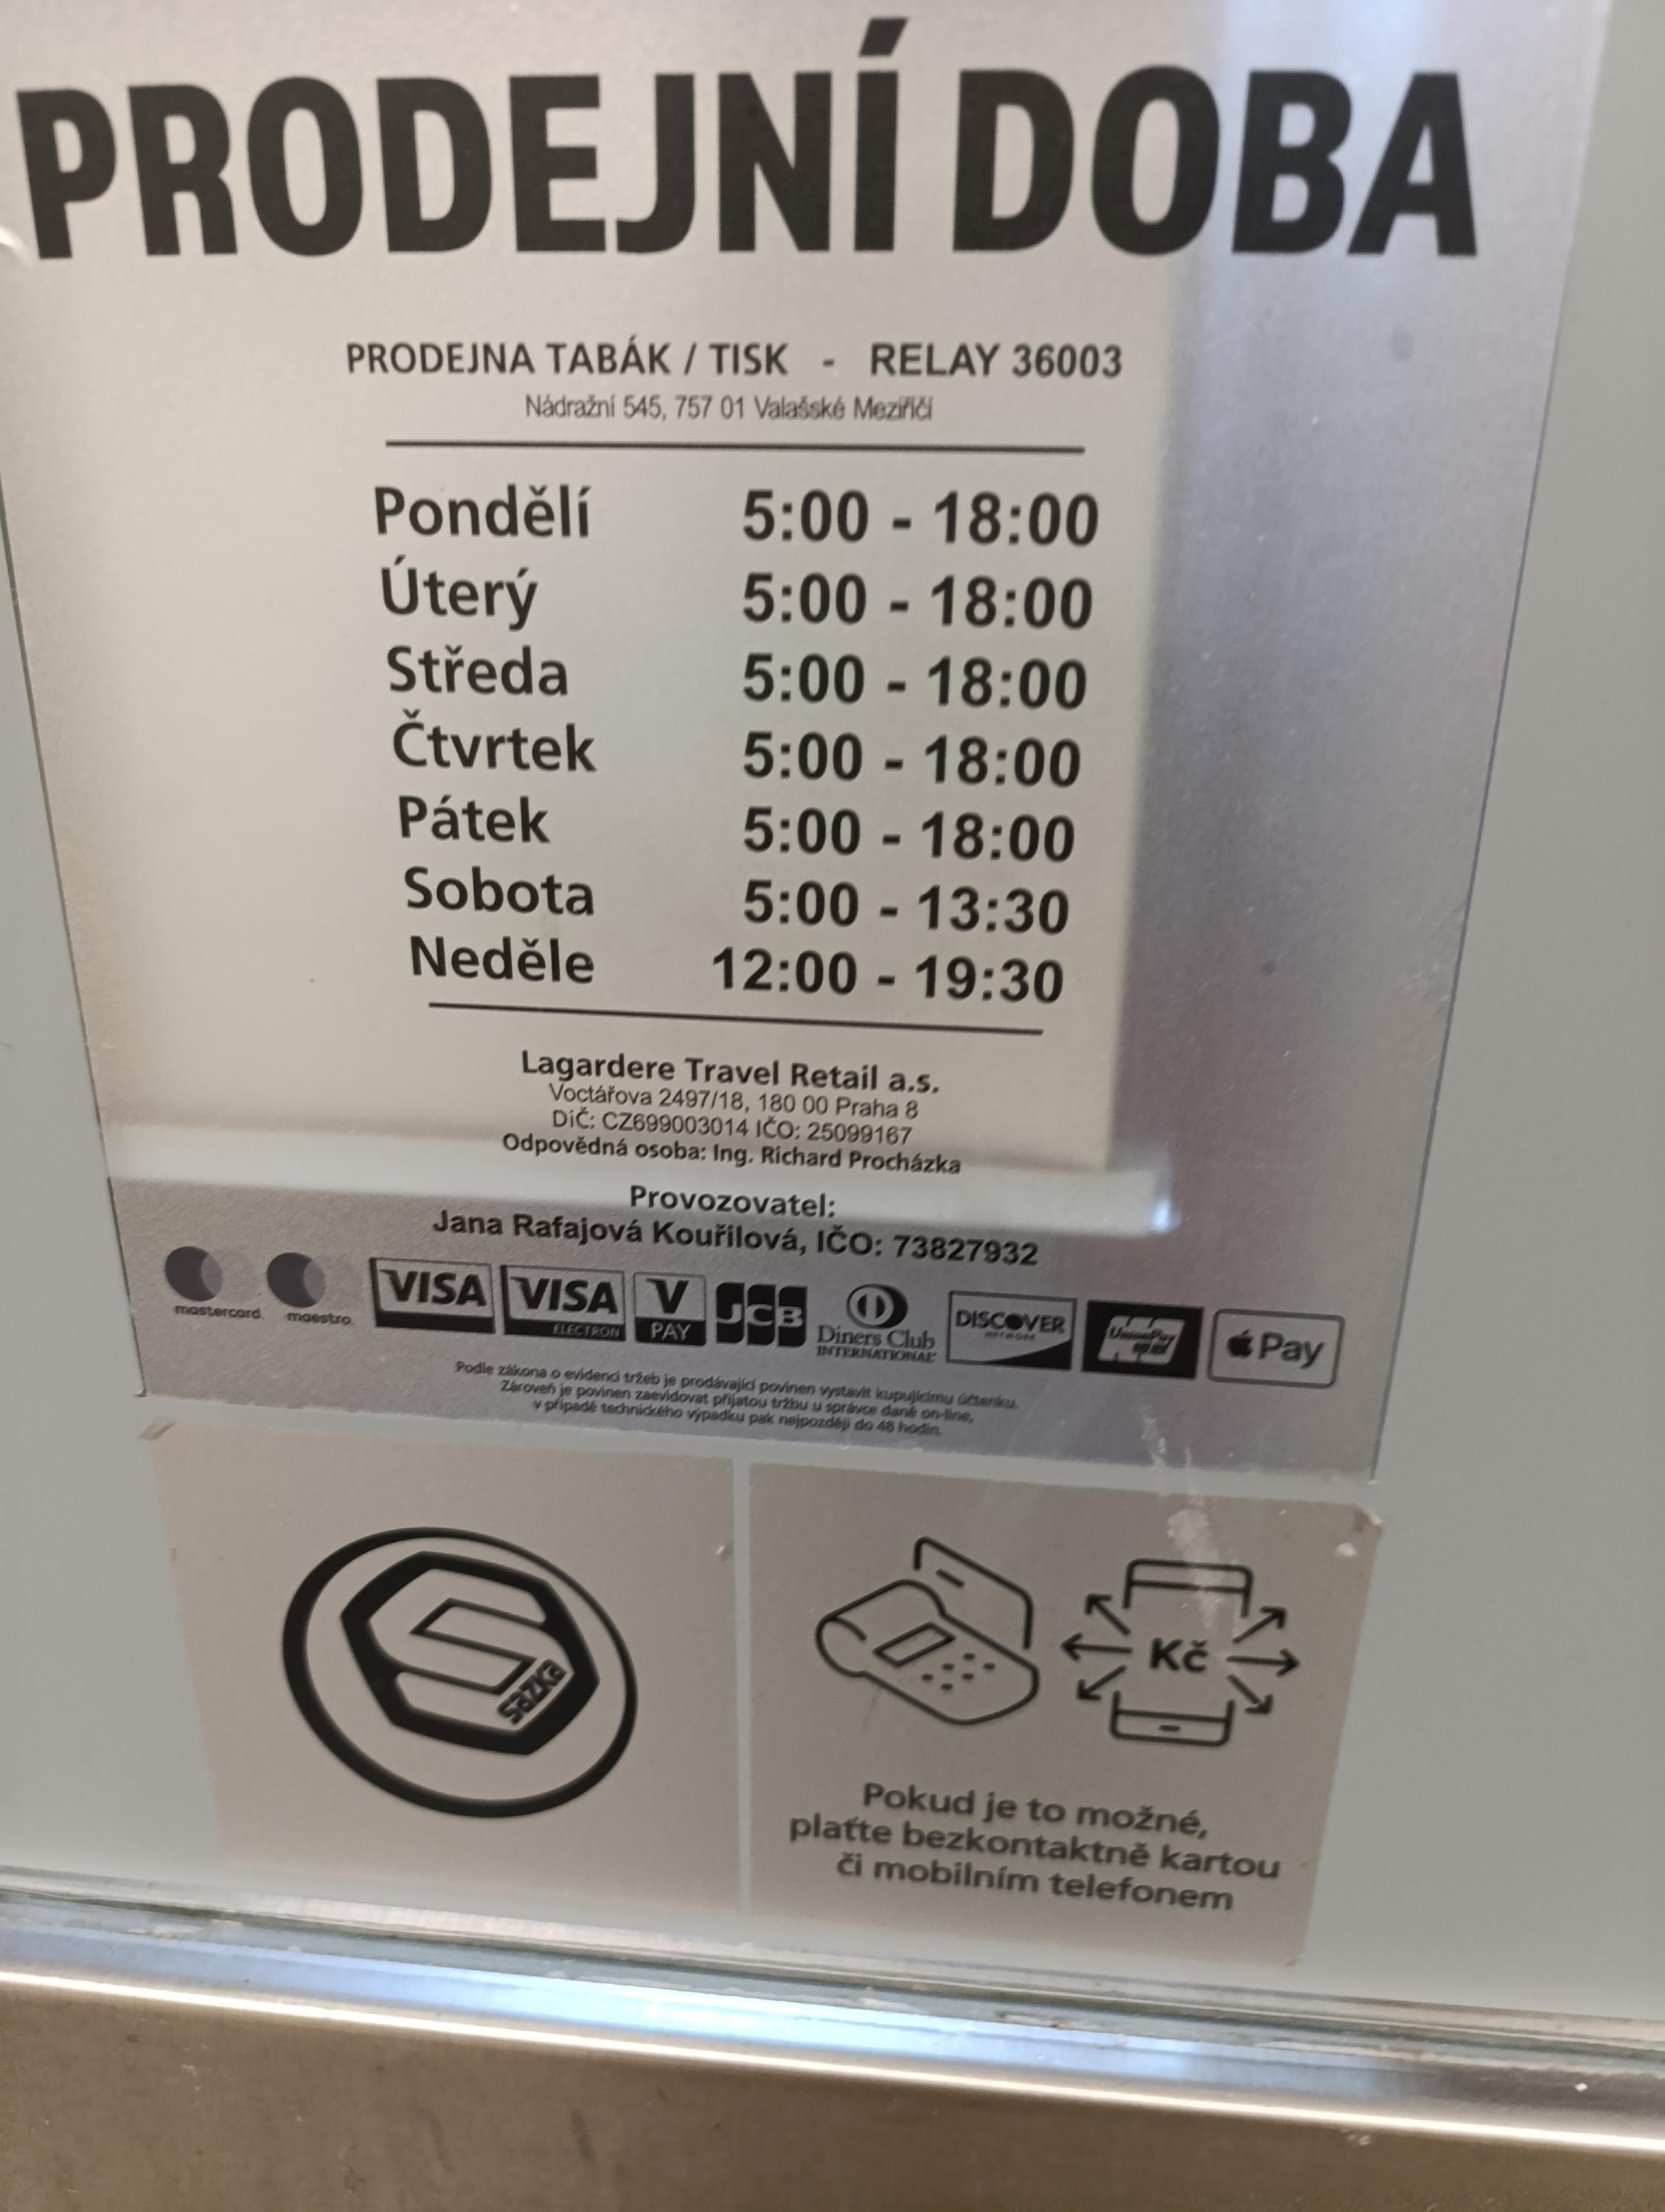 PRODEJNÍ DOBA
PRODEJNA TABÁK / TISK - RELAY 36003
Nádražní 545, 757 01 Valašské Meziříčí
Pondělí 5:00 - 18:00
Úterý 5:00 - 18:00
Středa 5:00 - 18:00
Čtvrtek 5:00 - 18:00
Pátek 5:00 - 18:00
Sobota 5:00 - 13:30
Neděle 12:00 - 19:30
Lagardere Travel Retail a.s.
Voctářova 2497/18, 180 00 Praha 8
DIČ: CZ699003014 IČO: 25099167
Odpovědná osoba: Ing. Richard Procházka
Provozovatel:
Jana Rafajová Kouřilová, IČO: 73827932
mastercard. maestro. VISA VISA ELECTRON V PAY JCB Diners Club INTERNATIONAL DISCOVER NETWORK UnionPay 银联 Pay
Podle zákona o evidenci tržeb je prodávající povinen vystavit kupujícímu účtenku.
Zároveň je povinen zaevidovat přijatou tržbu u správce daně on-line,
v případě technického výpadku pak nejpozději do 48 hodin.
sazka
Kč
Pokud je to možné,
plaťte bezkontaktně kartou
či mobilním telefonem